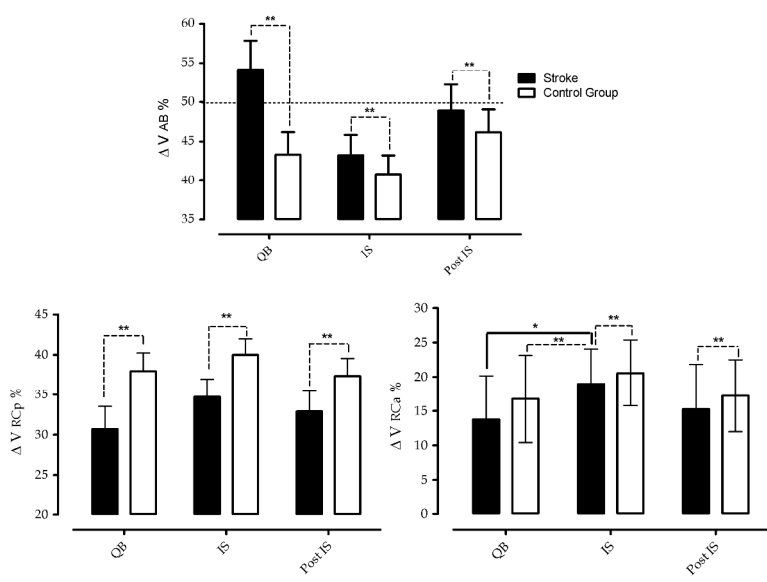 Δ V AB %
60
55
50
45
40
35
**
**
**
QB
IS
Post IS
Stroke
Control Group
Δ V RCp %
45
40
35
30
25
20
**
**
**
QB
IS
Post IS
Δ V RCa %
30
25
20
15
10
5
0
*
**
**
**
QB
IS
Post IS